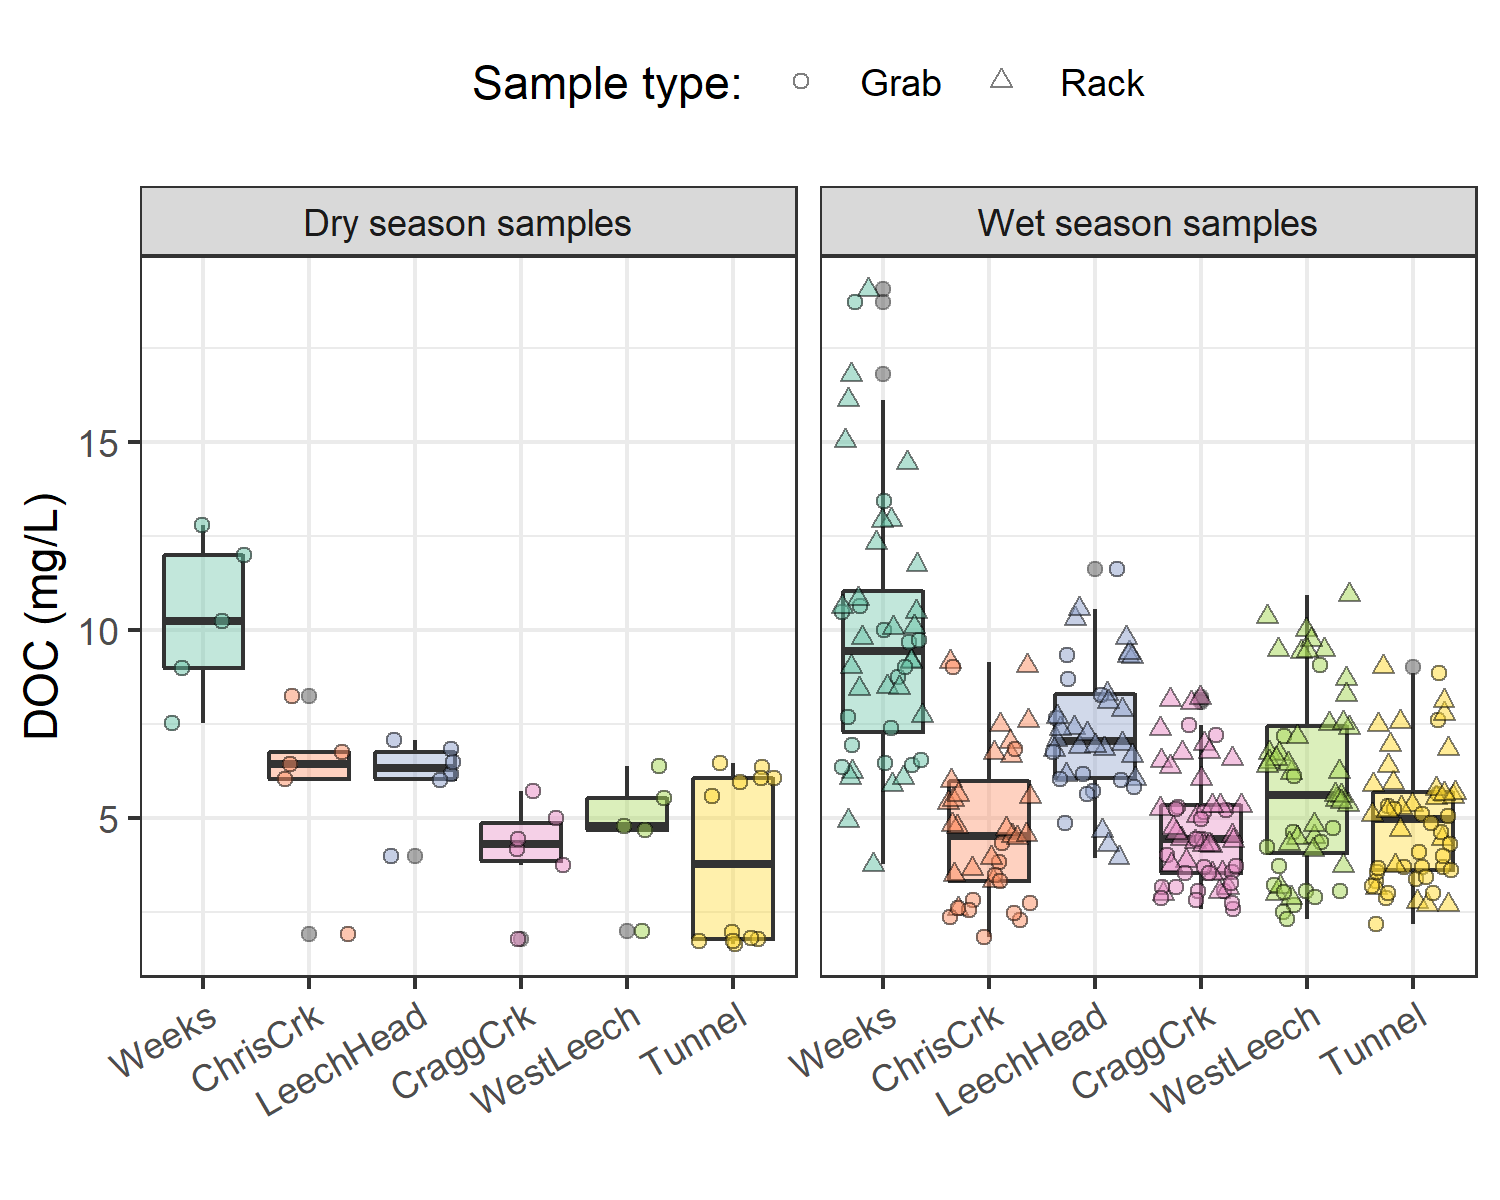 Sample type: Grab Rack
Dry season samples
Wet season samples
DOC (mg/L)
15
10
5
Weeks
ChrisCrk
LeechHead
CraggCrk
WestLeech
Tunnel
Weeks
ChrisCrk
LeechHead
CraggCrk
WestLeech
Tunnel